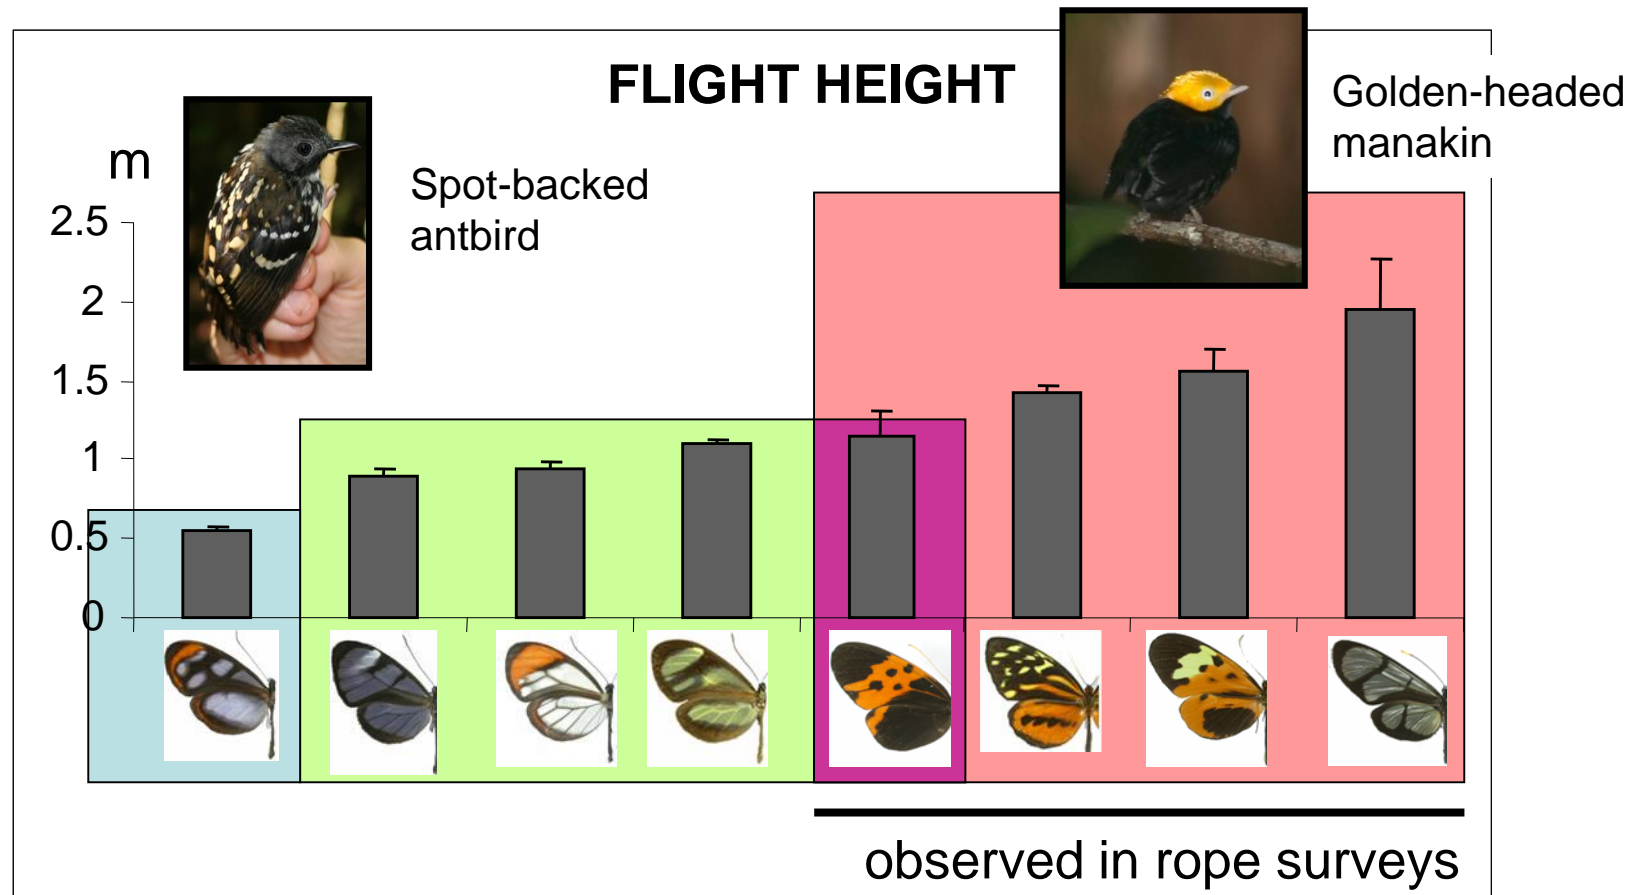 FLIGHT HEIGHT
Golden-headed
manakin
m
Spot-backed
antbird
2.5
2
1.5
1
0.5
0
observed in rope surveys